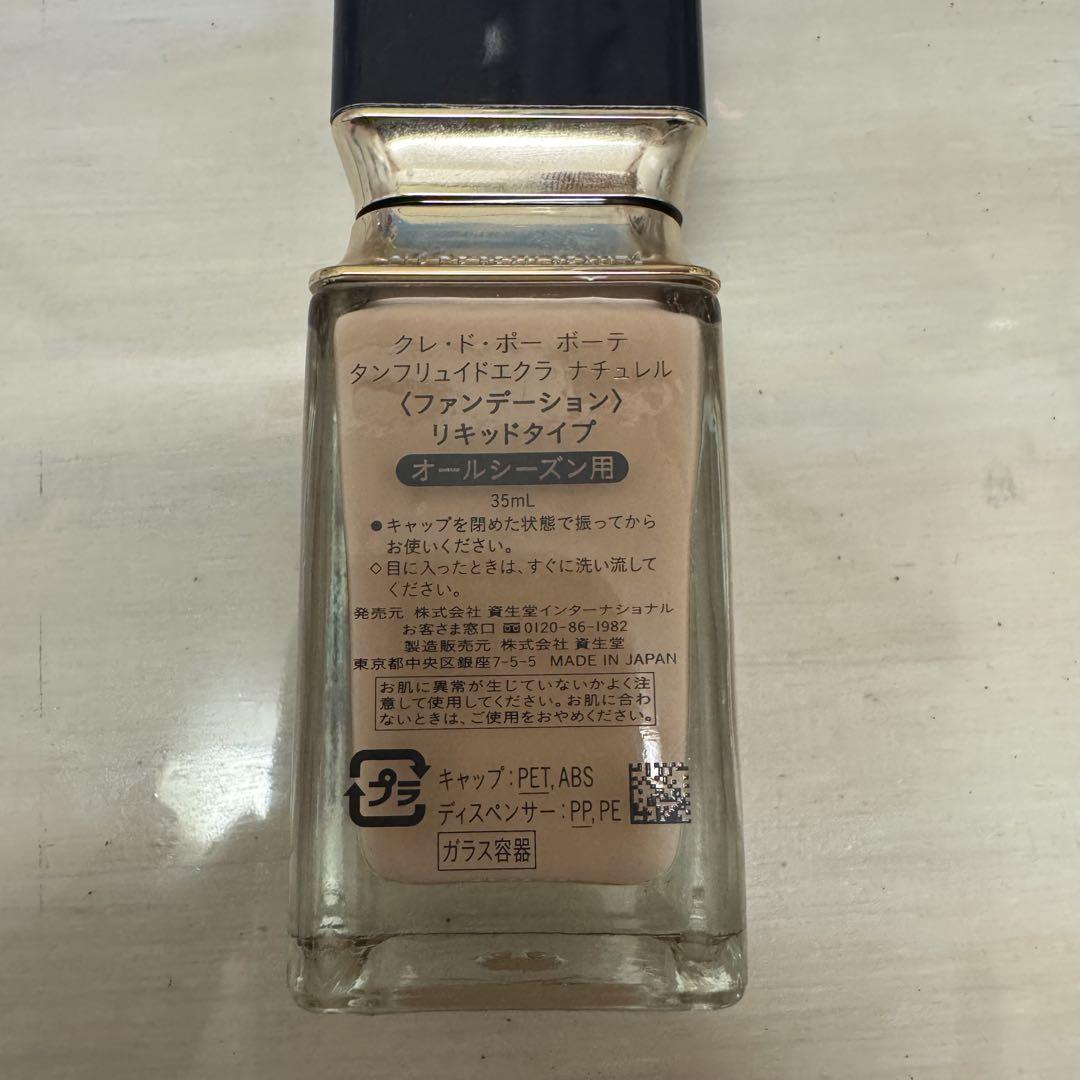 クレ・ド・ポー ボーテ
タンフリュイドエクラ ナチュレル
〈ファンデーション〉
リキッドタイプ
オールシーズン用
35mL
●キャップを閉めた状態で振ってから
お使いください。
◇目に入ったときは、すぐに洗い流して
ください。
発売元 株式会社 資生堂インターナショナル
お客さま窓口 0120-86-1982
製造販売元 株式会社 資生堂
東京都中央区銀座7-5-5 MADE IN JAPAN
お肌に異常が生じていないかよく注
意して使用してください。お肌に合わ
ないときは、ご使用をおやめください。
プラ
キャップ:PET,ABS
ディスペンサー:PP,PE
ガラス容器